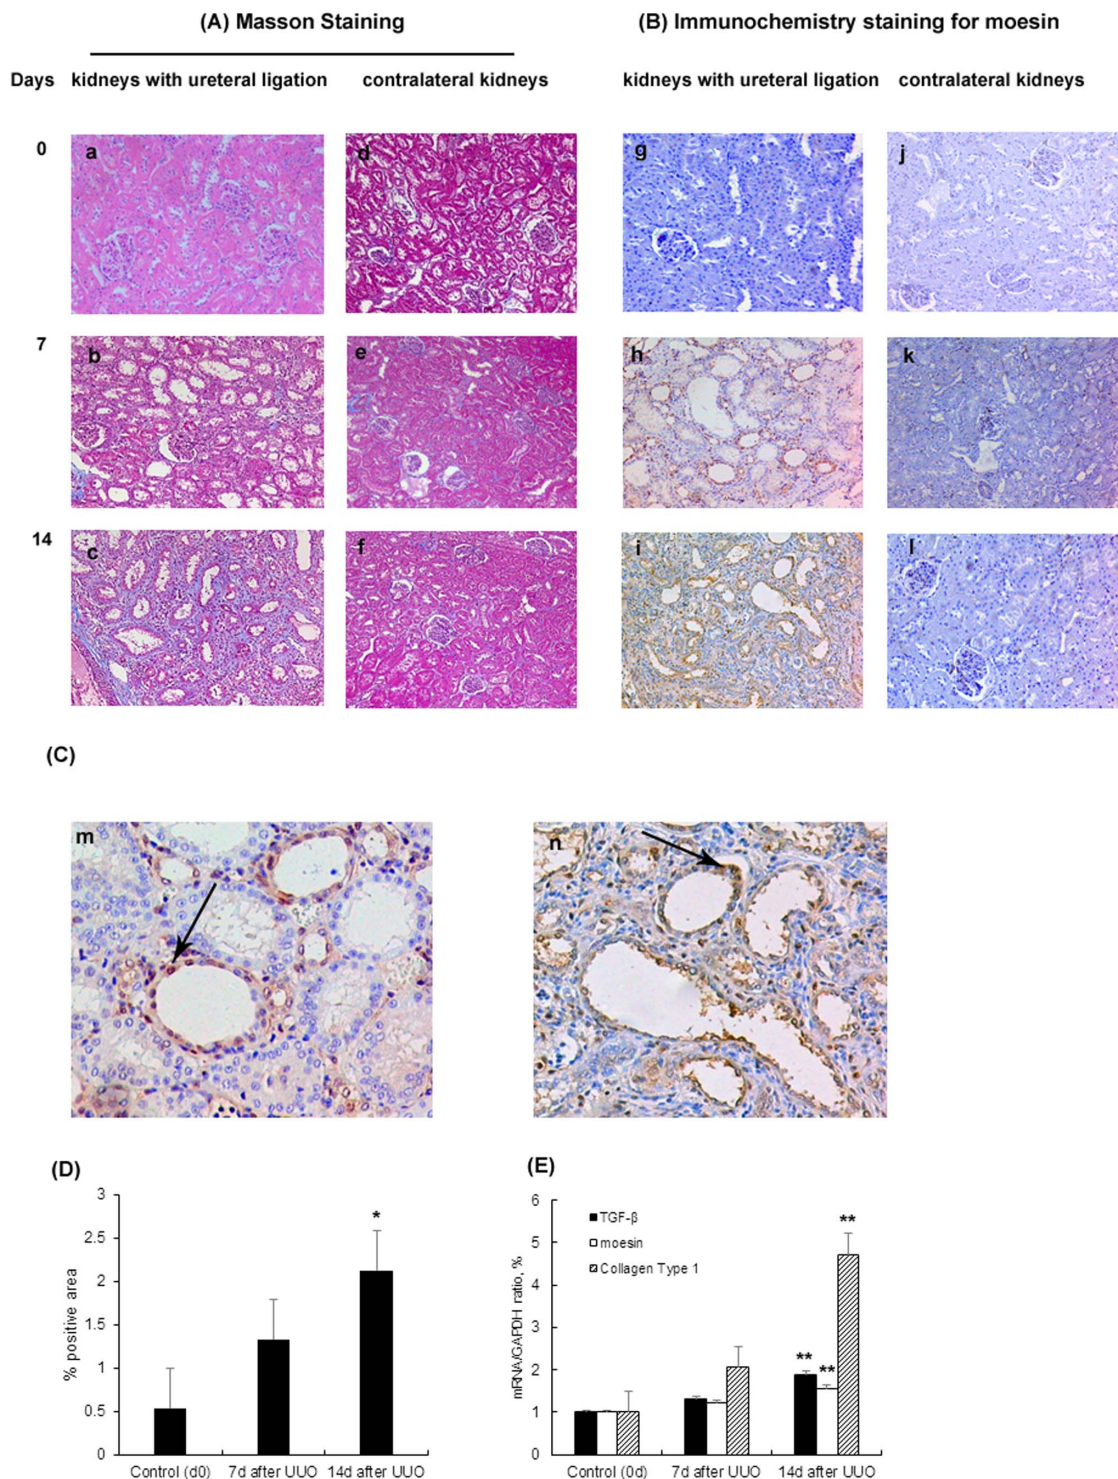 (A) Masson Staining
(B) Immunochemistry staining for moesin
Days
kidneys with ureteral ligation
contralateral kidneys
kidneys with ureteral ligation
contralateral kidneys
0
a
d
g
j
7
b
e
h
k
14
c
f
i
l
(C)
m
n
(D)
% positive area
3
2.5
2
1.5
1
0.5
0
*
Control (d0)
7d after UUO
14d after UUO
(E)
mRNA/GAPDH ratio, %
6
5
4
3
2
1
0
TGF-β
moesin
Collagen Type 1
**
**
**
Control (0d)
7d after UUO
14d after UUO